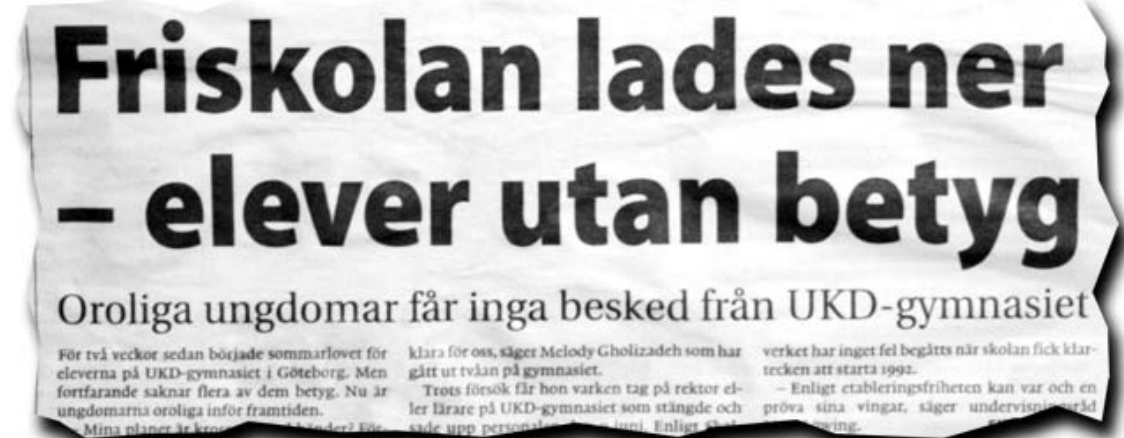 Friskolan lades ner
– elever utan betyg
Oroliga ungdomar får inga besked från UKD-gymnasiet
För två veckor sedan började sommarlovet för
eleverna på UKD-gymnasiet i Göteborg. Men
fortfarande saknar flera av dem betyg. Nu är
ungdomarna oroliga inför framtiden.
– Mina planer är
klara för oss, säger Melody Gholizadeh som har
gått ut tvåan på gymnasiet.
Trots försök får hon varken tag på rektor el-
ler lärare på UKD-gymnasiet som stängde och
sade upp personalen juni. Enligt
verket har inget fel begåtts när skolan fick klar-
tecken att starta 1992.
– Enligt etableringsfriheten kan var och en
pröva sina vingar, säger undervisningsråd